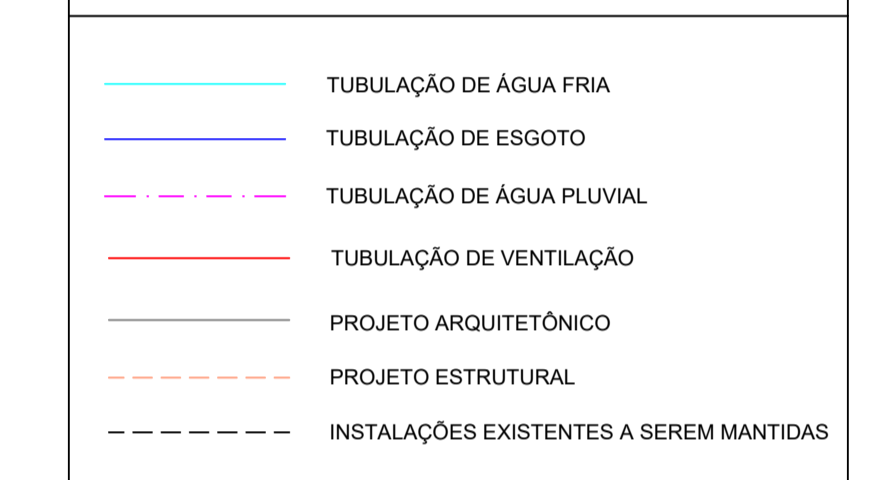 TUBULAÇÃO DE ÁGUA FRIA
TUBULAÇÃO DE ESGOTO
TUBULAÇÃO DE ÁGUA PLUVIAL
TUBULAÇÃO DE VENTILAÇÃO
PROJETO ARQUITETÔNICO
PROJETO ESTRUTURAL
INSTALAÇÕES EXISTENTES A SEREM MANTIDAS